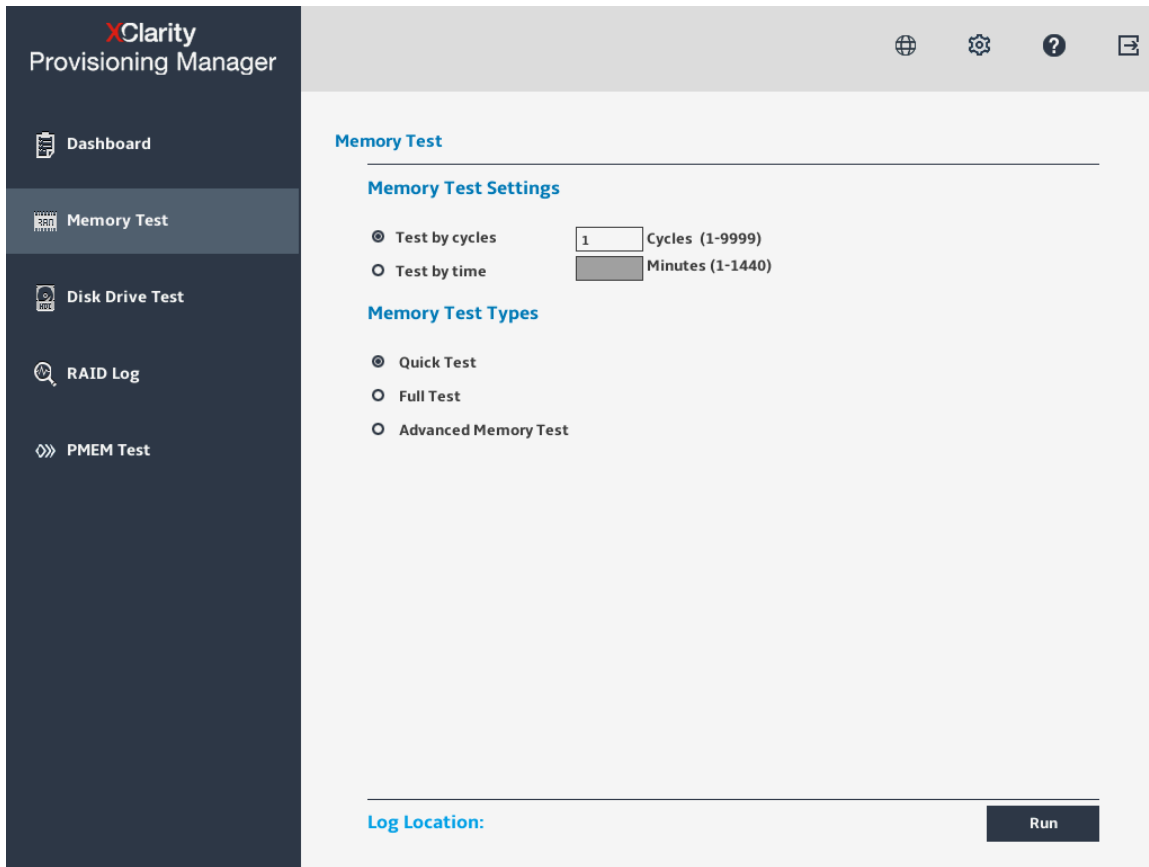 XClarity
Provisioning Manager
Dashboard
Memory Test
Disk Drive Test
RAID Log
PMEM Test
Memory Test
Memory Test Settings
Test by cycles 1 Cycles (1-9999)
Test by time Minutes (1-1440)
Memory Test Types
Quick Test
Full Test
Advanced Memory Test
Log Location:
Run